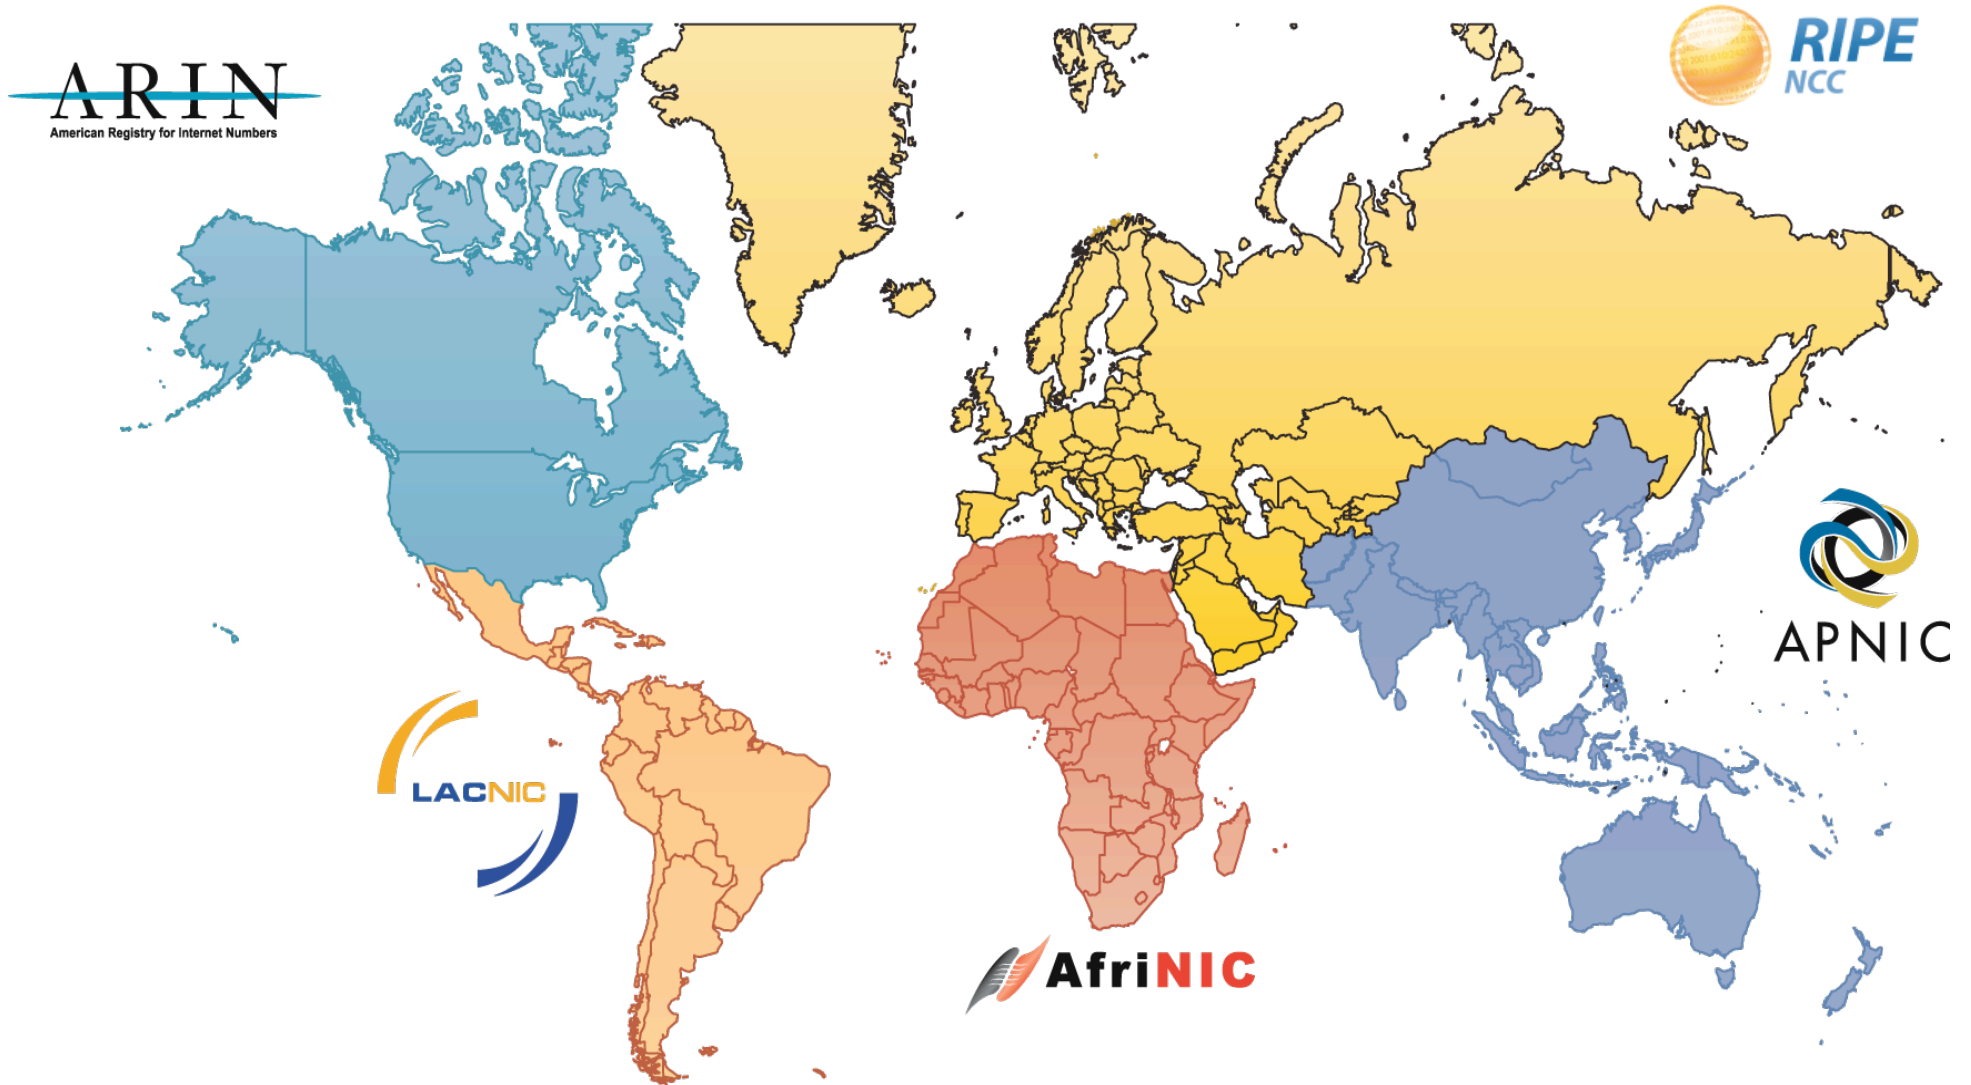 ARIN
American Registry for Internet Numbers
RIPE
NCC
APNIC
LACNIC
AfriNIC